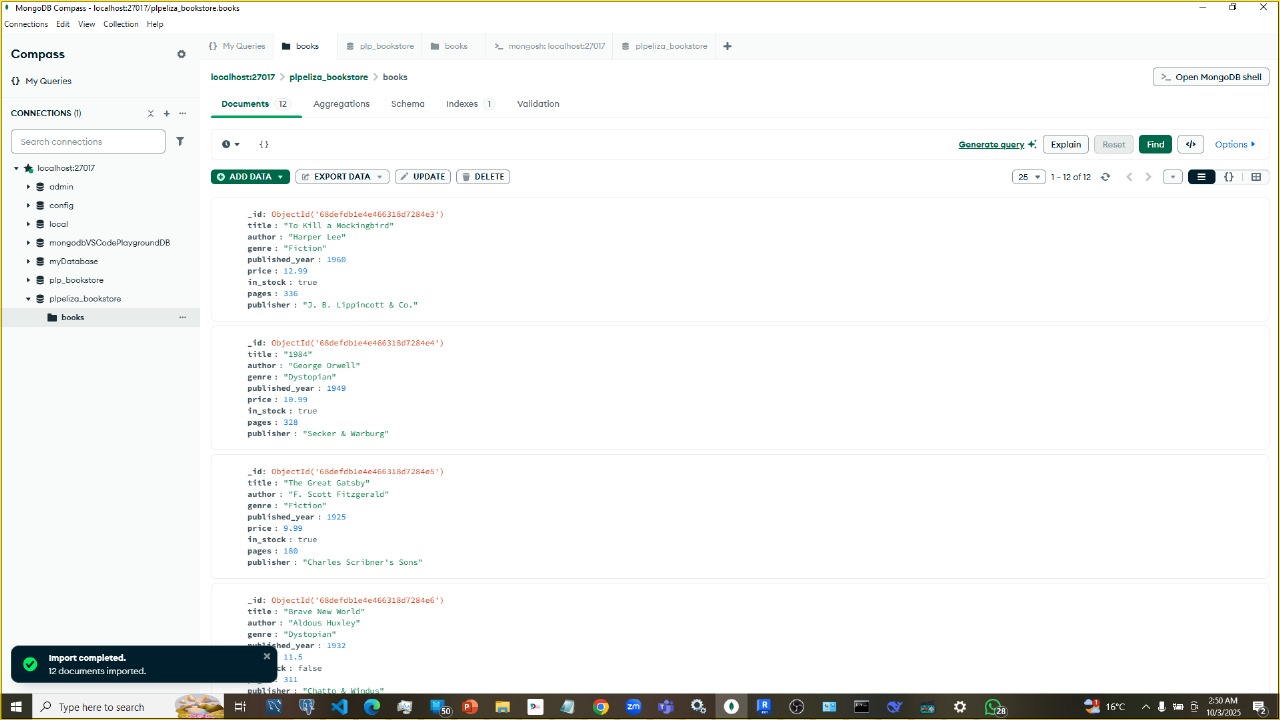 MongoDB Compass - localhost:27017/plpeliza_bookstore.books
Connections Edit View Collection Help
Compass
{} My Queries
CONNECTIONS (1)
Search connections
localhost:27017
admin
config
local
mongodbVSCodePlaygroundDB
myDatabase
plp_bookstore
plpeliza_bookstore
books
{} My Queries books plp_bookstore books >_ mongosh: localhost:27017 plpeliza_bookstore
localhost:27017 > plpeliza_bookstore > books
>_ Open MongoDB shell
Documents 12 Aggregations Schema Indexes 1 Validation
{} Generate query Explain Reset Find </> Options
ADD DATA EXPORT DATA UPDATE DELETE 25 1 – 12 of 12 {}
_id: ObjectId('68defdb1e4e466318d7284e3')
title : "To Kill a Mockingbird"
author : "Harper Lee"
genre : "Fiction"
published_year : 1960
price : 12.99
in_stock : true
pages : 336
publisher : "J. B. Lippincott & Co."
_id: ObjectId('68defdb1e4e466318d7284e4')
title : "1984"
author : "George Orwell"
genre : "Dystopian"
published_year : 1949
price : 10.99
in_stock : true
pages : 328
publisher : "Secker & Warburg"
_id: ObjectId('68defdb1e4e466318d7284e5')
title : "The Great Gatsby"
author : "F. Scott Fitzgerald"
genre : "Fiction"
published_year : 1925
price : 9.99
in_stock : true
pages : 180
publisher : "Charles Scribner's Sons"
_id: ObjectId('68defdb1e4e466318d7284e6')
title : "Brave New World"
author : "Aldous Huxley"
genre : "Dystopian"
published_year : 1932
11.5
ck : false
311
publisher : "Chatto & Windus"
Import completed.
12 documents imported.
Type here to search
50
28
16°C
2:50 AM
10/3/2025
2